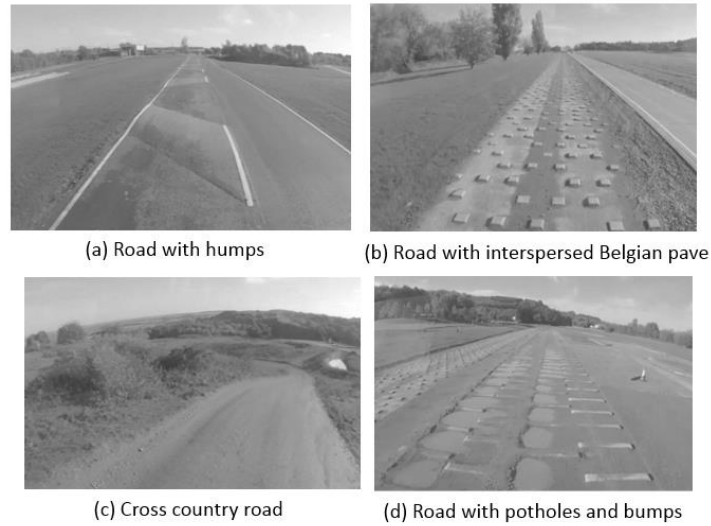 (a) Road with humps
(b) Road with interspersed Belgian pave
(c) Cross country road
(d) Road with potholes and bumps